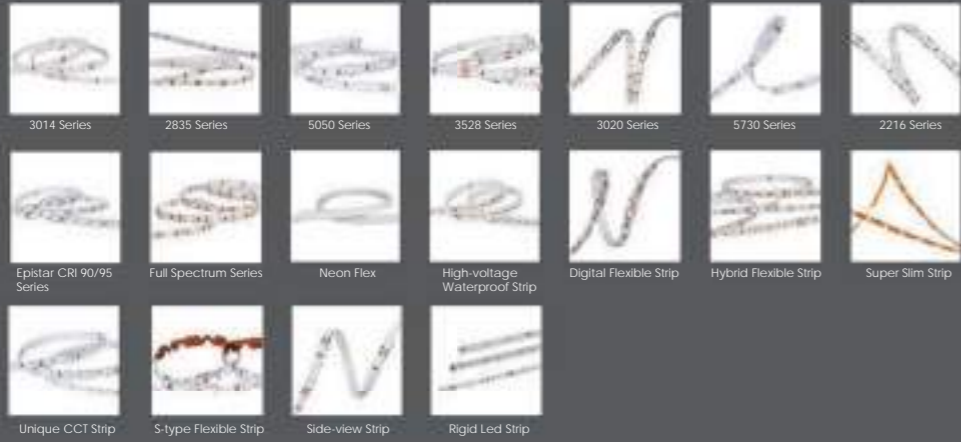 3014 Series
2835 Series
5050 Series
3528 Series
3020 Series
5730 Series
2216 Series
Epistar CRI 90/95
Series
Full Spectrum Series
Neon Flex
High-voltage
Waterproof Strip
Digital Flexible Strip
Hybrid Flexible Strip
Super Slim Strip
Unique CCT Strip
S-type Flexible Strip
Side-view Strip
Rigid Led Strip